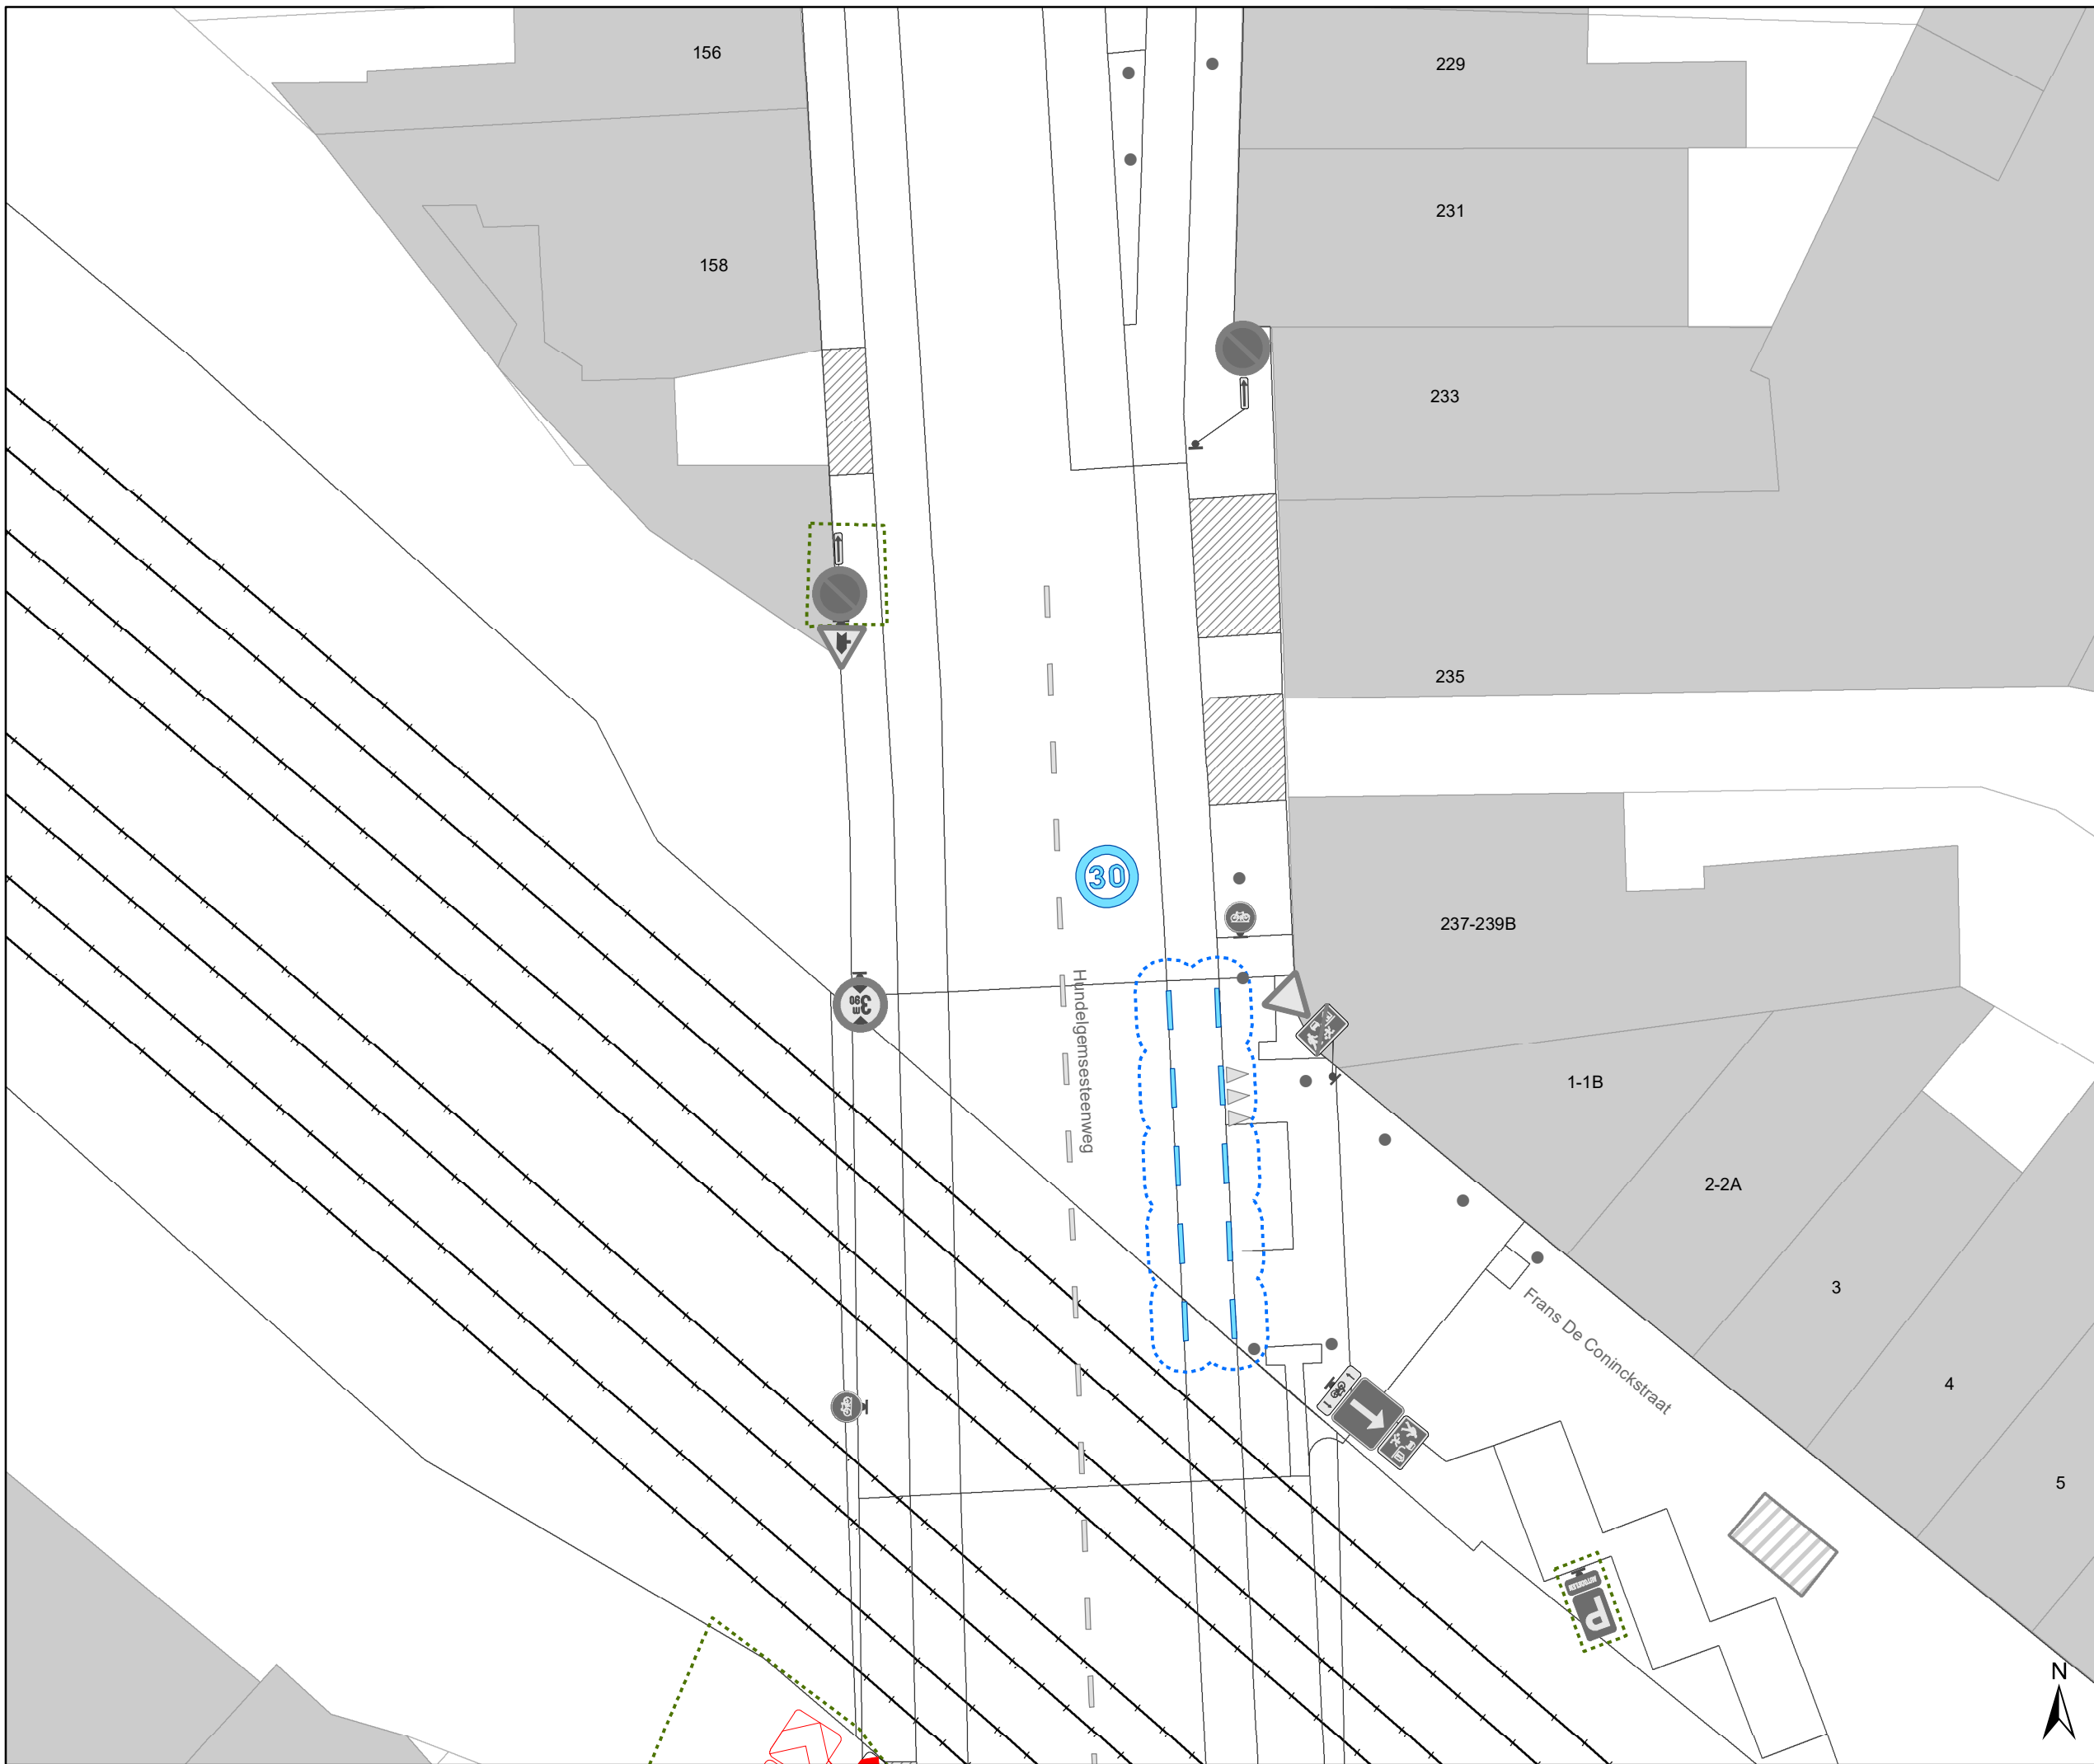 156
229
231
158
233
235
30
237-239B
3m90
Hundelgemsesteenweg
1-1B
2-2A
3
Frans De Coninckstraat
4
5
P
N